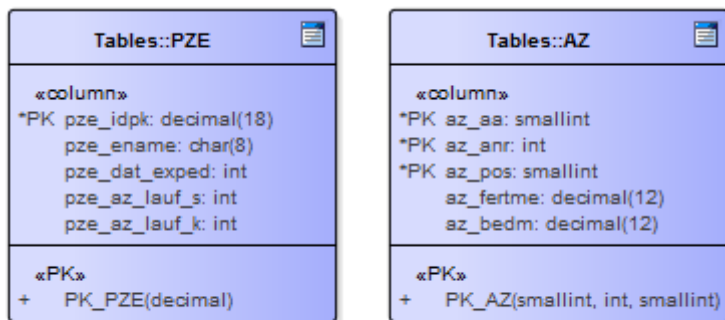 Tables::PZE
«column»
*PK pze_idpk: decimal(18)
pze_ename: char(8)
pze_dat_exped: int
pze_az_lauf_s: int
pze_az_lauf_k: int
«PK»
+ PK_PZE(decimal)
Tables::AZ
«column»
*PK az_aa: smallint
*PK az_anr: int
*PK az_pos: smallint
az_fertme: decimal(12)
az_bedm: decimal(12)
«PK»
+ PK_AZ(smallint, int, smallint)